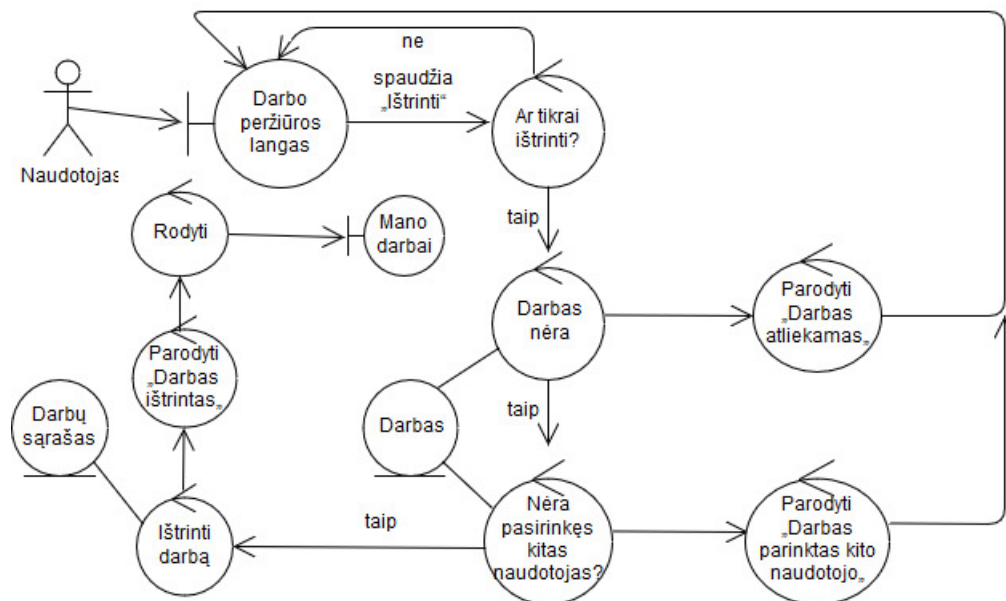 ne
spaudžia
„Ištrinti“
Darbo
peržiūros
langas
Ar tikrai
ištrinti?
Naudotojas
taip
Rodyti
Mano
darbai
Darbas
nėra
Parodyti
„Darbas
atliekamas„
Parodyti
„Darbas
ištrintas„
taip
Darbų
sąrašas
Darbas
Nėra
pasirinkęs
kitas
naudotojas?
Parodyti
„Darbas
parinktas kito
naudotojo„
taip
Ištrinti
darbą